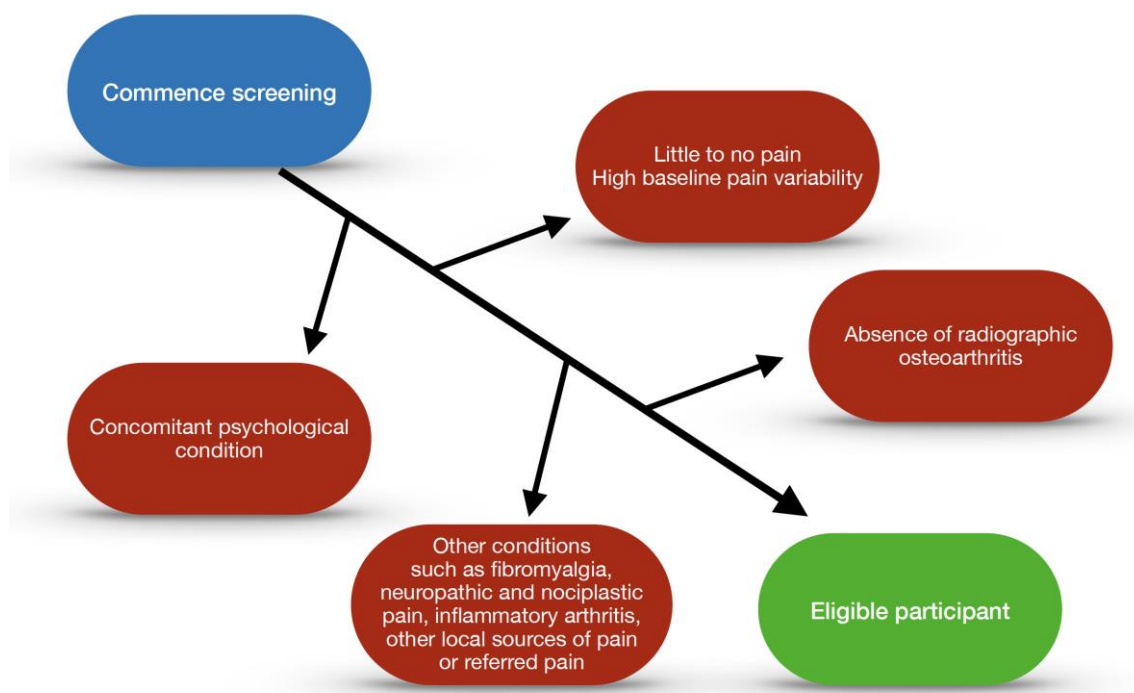 Commence screening
Little to no pain
High baseline pain variability
Absence of radiographic
osteoarthritis
Concomitant psychological
condition
Other conditions
such as fibromyalgia,
neuropathic and nociplastic
pain, inflammatory arthritis,
other local sources of pain
or referred pain
Eligible participant